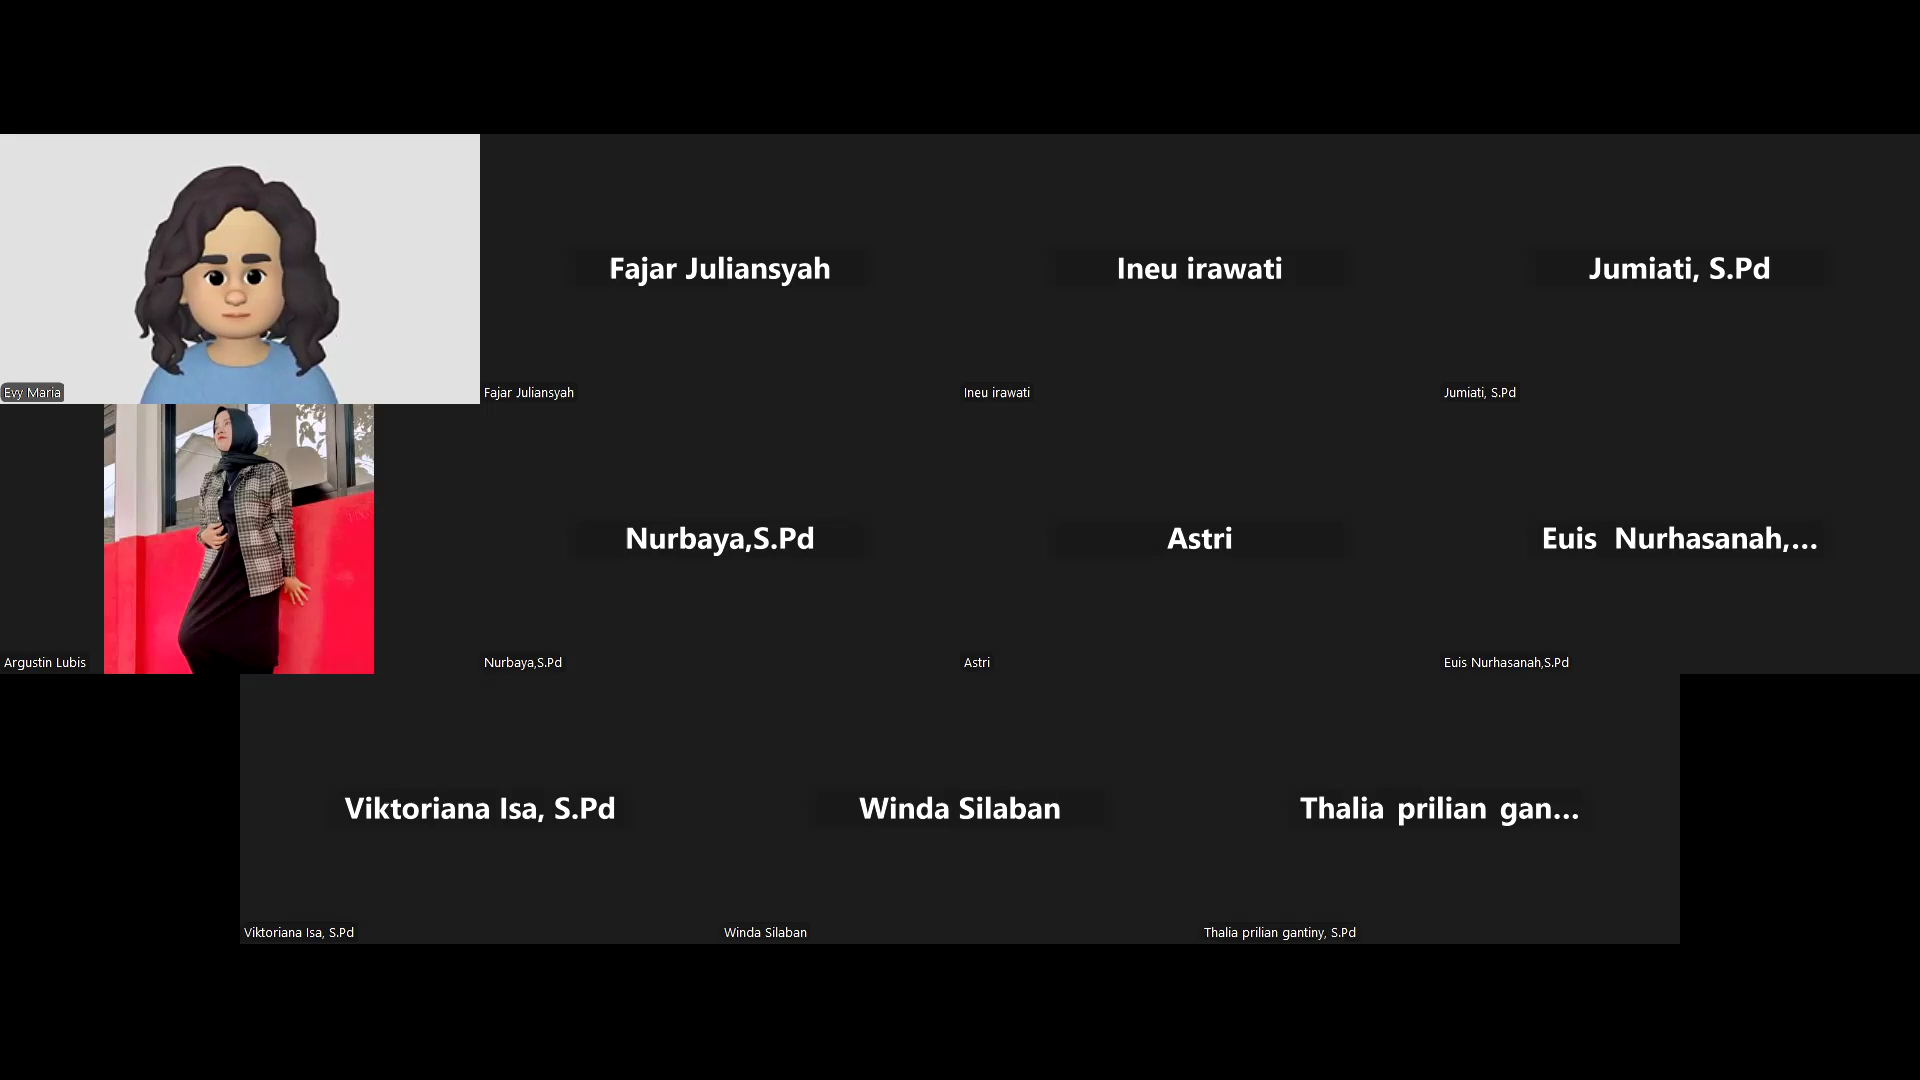 Fajar Juliansyah
Ineu irawati
Jumiati, S.Pd
Evy Maria
Fajar Juliansyah
Ineu irawati
Jumiati, S.Pd
Nurbaya,S.Pd
Astri
Euis Nurhasanah,...
Argustin Lubis
Nurbaya,S.Pd
Astri
Euis Nurhasanah,S.Pd
Viktoriana Isa, S.Pd
Winda Silaban
Thalia prilian gan...
Viktoriana Isa, S.Pd
Winda Silaban
Thalia prilian gantiny, S.Pd